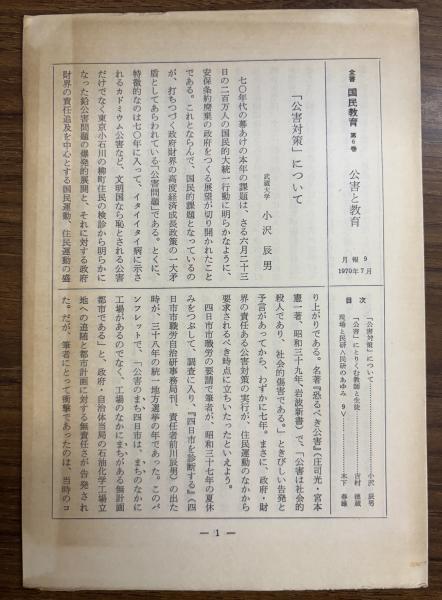 全書 国民教育 第6巻 公害と教育
月報9
1970年7月
「公害対策」について
武蔵大学 小沢辰男
七〇年代の幕あけの本年の課題は、さる六月二十三
日の二百万人の国民的大統一行動に明らかなように、
安保条約廃棄の政府をつくる展望が切り開かれたこと
である。これとならんで、国民的課題となっているの
が、打ちつづく政府財界の高度経済成長政策の一大矛
盾としてあらわれている「公害問題」である。とくに、
特徴的なのは七〇年に入って、イタイイタイ病に示さ
れるカドミウム公害など、文明国なら恥とされる公害
だけでなく東京小石川の柳町住民の検診から明らかに
なった鉛公害問題の爆発的展開と、それに対する政府
財界の責任追及を中心とする国民運動、住民運動の盛
目次
「公害対策」について 小沢辰男
「公害」にとりくむ教師と生徒 吉村徳蔵
現場と民研〈民研のあゆみ 9〉 木下春雄
り上がりである。名著『恐るべき公害』（庄司光・宮本
憲一著、昭和三十九年、岩波新書）で、「公害は社会的
殺人であり、社会的傷害である。」ときびしい告発と
予言があってから、わずかに七年。まさに、政府・財
界の責任ある公害対策の実行が、住民運動のなかから
要求されるべき時点に立ちいたったといえよう。
四日市市職労の要請で筆者が、昭和三十七年の夏休
みをつぶして、調査に入り、『四日市を診断する』（四
日市市職労自治研事務局刊、責任者前川辰男）の出た
時が、三十八年の統一地方選挙の年であった。このパ
ンフレットで、「公害のまち四日市は、まちのなかに
工場があるのでなく、工場のなかにまちがある無計画
都市である」と、政府・自治体当局の石油化学工場立
地への追随と都市計画に対する無責任さが告発され
た。だが、筆者にとって衝撃であったのは、当時のコ
— 1 —